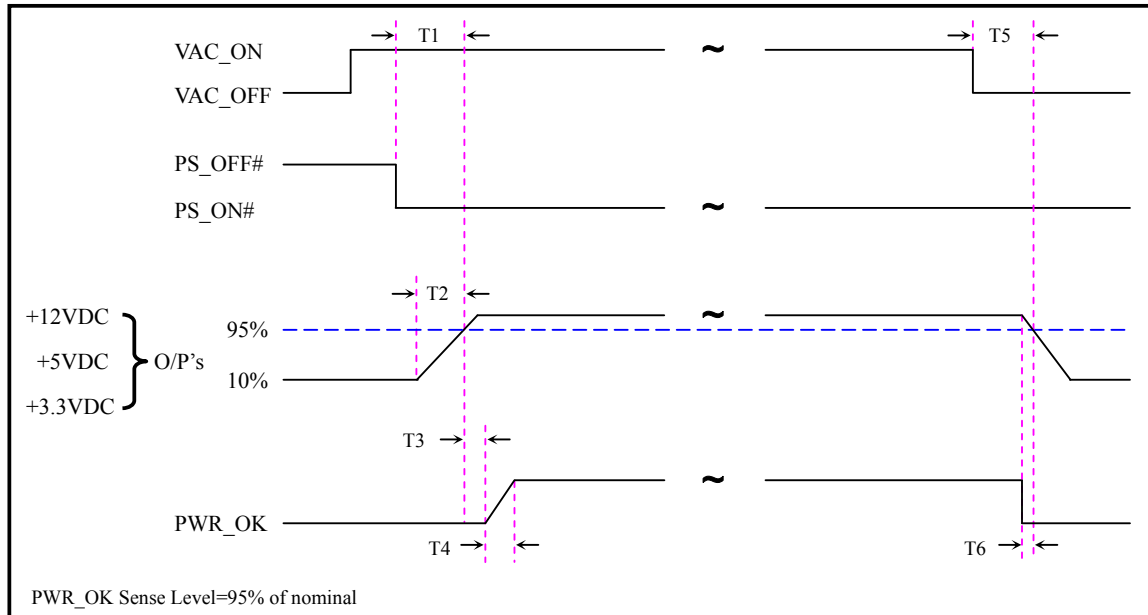 T1
T5
VAC_ON
~
VAC_OFF
PS_OFF#
PS_ON#
~
T2
+12VDC
95%
~
+5VDC
O/P's
10%
+3.3VDC
T3
~
PWR_OK
T4
T6
PWR_OK Sense Level=95% of nominal